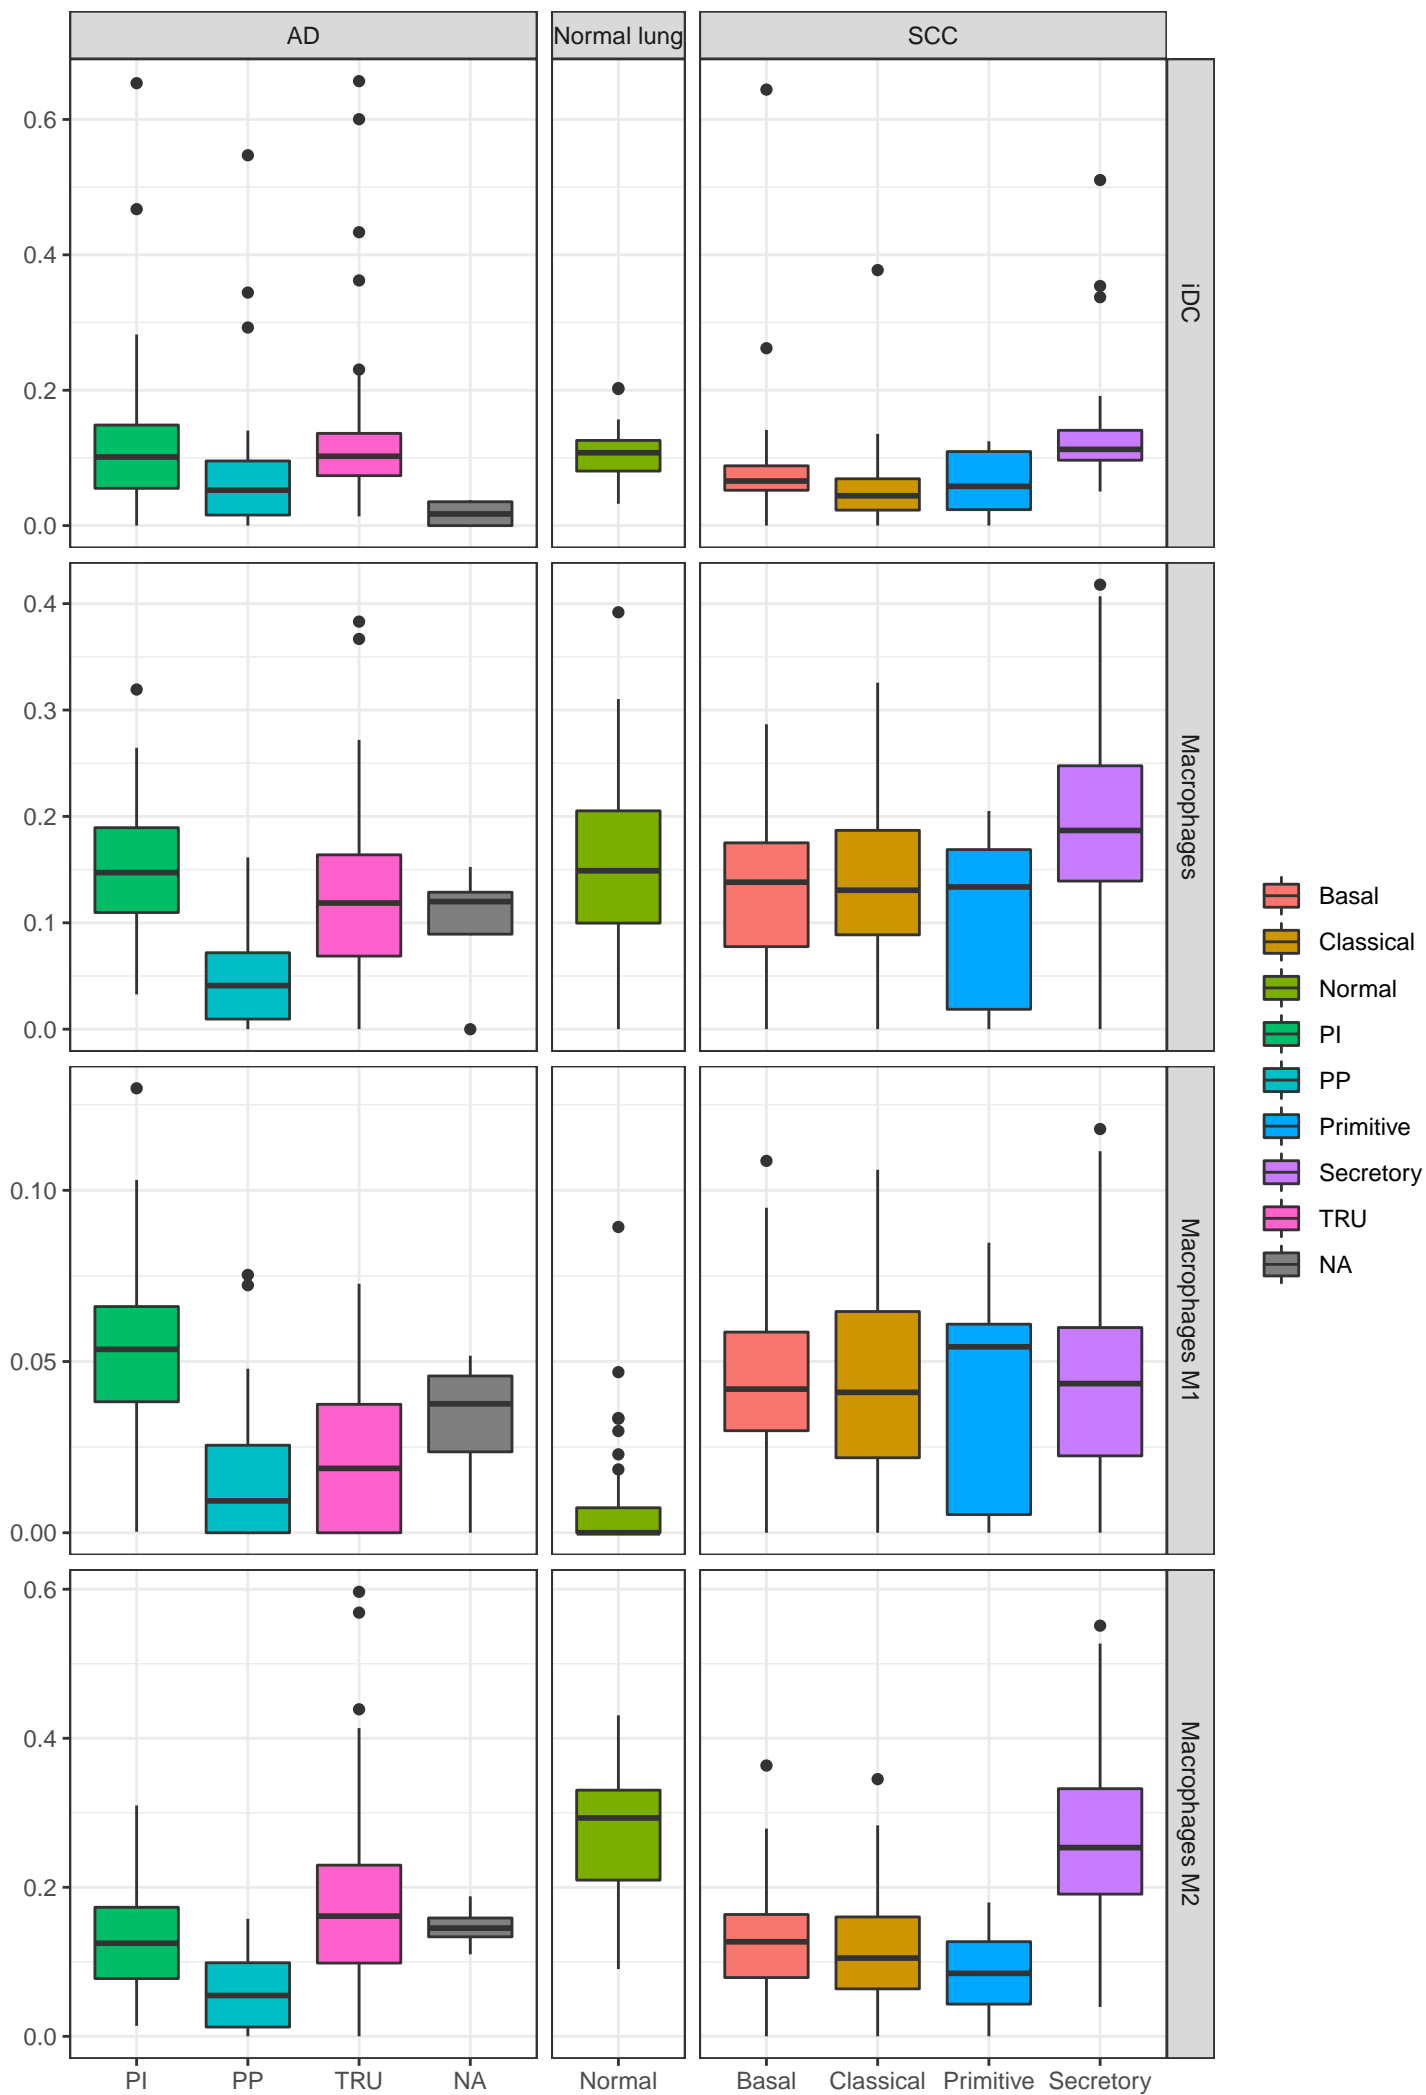 AD
Normal lung
SCC
0.6
0.4
0.2
0.0
iDC
0.4
0.3
0.2
0.1
0.0
Macrophages
0.10
0.05
0.00
Macrophages M1
0.6
0.4
0.2
0.0
Macrophages M2
PI PP TRU NA Normal Basal Classical Primitive Secretory
Basal
Classical
Normal
PI
PP
Primitive
Secretory
TRU
NA